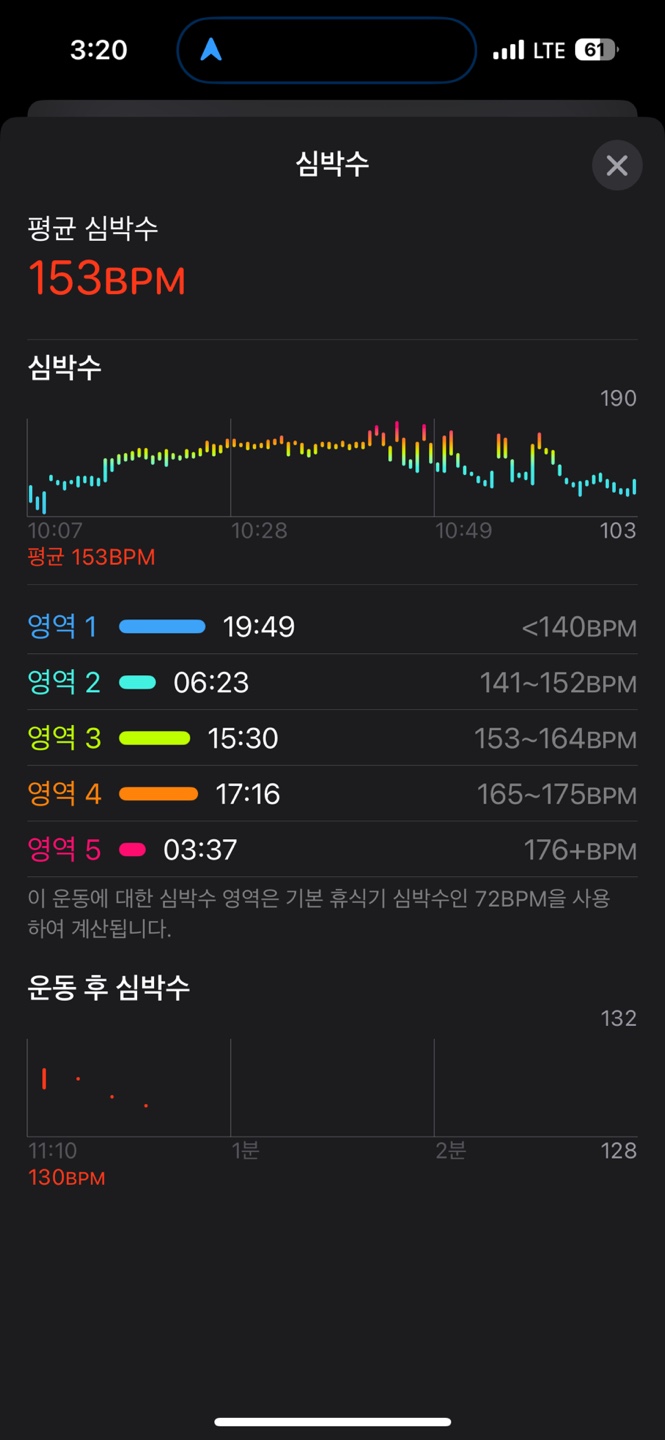 3:20
LTE 61
심박수
평균 심박수
153BPM
심박수
190
10:07 10:28 10:49 103
평균 153BPM
영역 1 19:49 <140BPM
영역 2 06:23 141~152BPM
영역 3 15:30 153~164BPM
영역 4 17:16 165~175BPM
영역 5 03:37 176+BPM
이 운동에 대한 심박수 영역은 기본 휴식기 심박수인 72BPM을 사용
하여 계산됩니다.
운동 후 심박수
132
11:10 1분 2분 128
130BPM